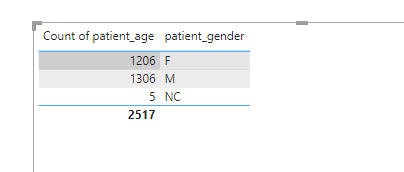 Count of patient_age patient_gender
1206 F
1306 M
5 NC
2517